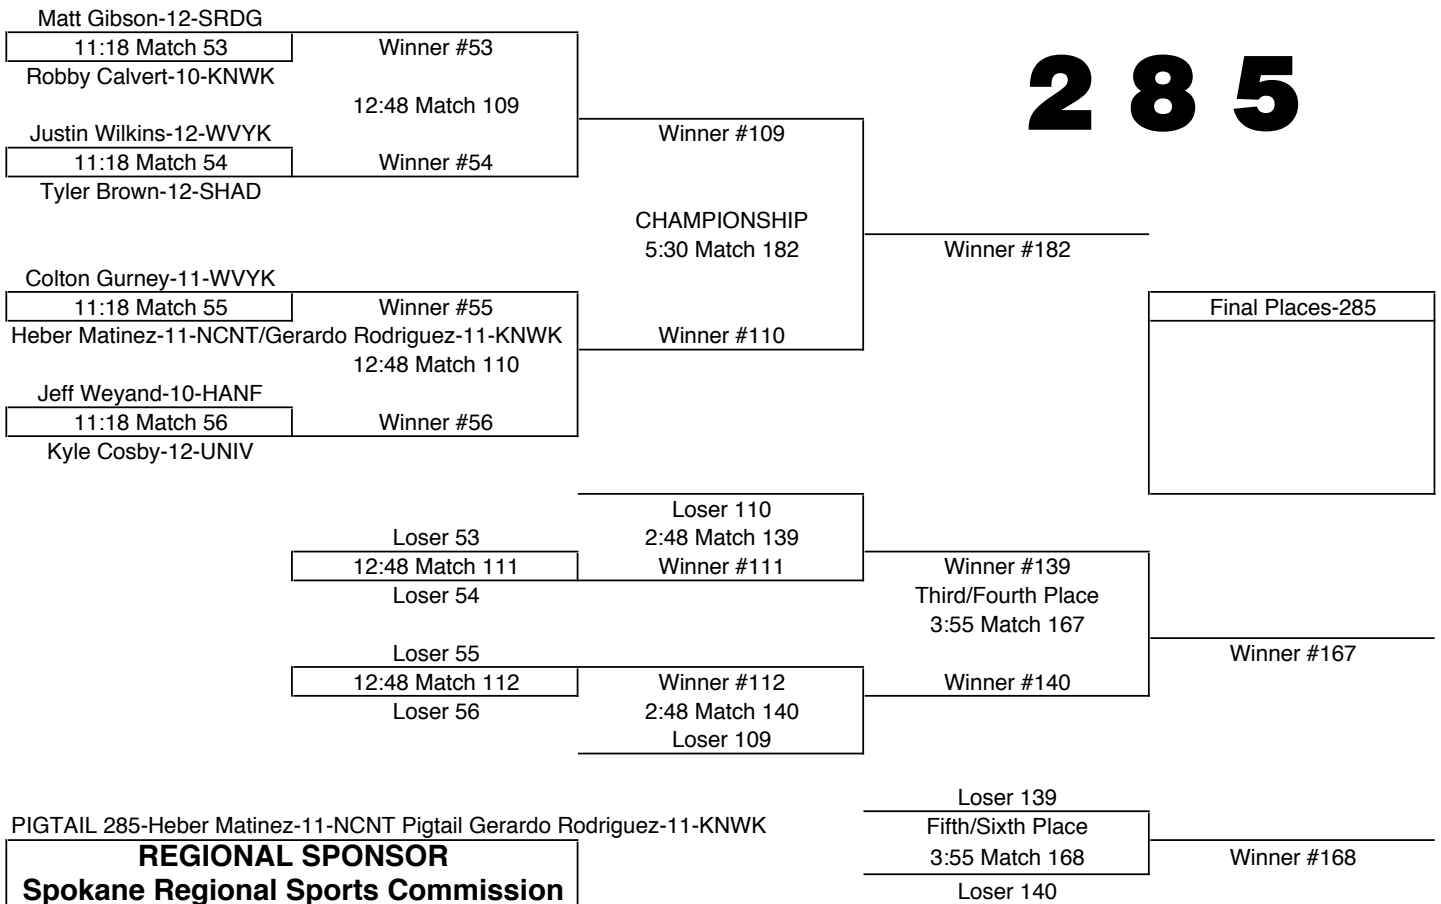 Matt Gibson-12-SRDG
11:18 Match 53
Winner #53
Robby Calvert-10-KNWK
2 8 5
12:48 Match 109
Justin Wilkins-12-WVYK
Winner #109
11:18 Match 54
Winner #54
Tyler Brown-12-SHAD
CHAMPIONSHIP
5:30 Match 182
Winner #182
Colton Gurney-11-WVYK
11:18 Match 55
Winner #55
Final Places-285
Heber Matinez-11-NCNT/Gerardo Rodriguez-11-KNWK
Winner #110
12:48 Match 110
Jeff Weyand-10-HANF
11:18 Match 56
Winner #56
Kyle Cosby-12-UNIV
Loser 110
Loser 53
2:48 Match 139
12:48 Match 111
Winner #111
Winner #139
Loser 54
Third/Fourth Place
3:55 Match 167
Loser 55
Winner #167
12:48 Match 112
Winner #112
Winner #140
Loser 56
2:48 Match 140
Loser 109
Loser 139
PIGTAIL 285-Heber Matinez-11-NCNT Pigtail Gerardo Rodriguez-11-KNWK
Fifth/Sixth Place
REGIONAL SPONSOR
3:55 Match 168
Winner #168
Spokane Regional Sports Commission
Loser 140